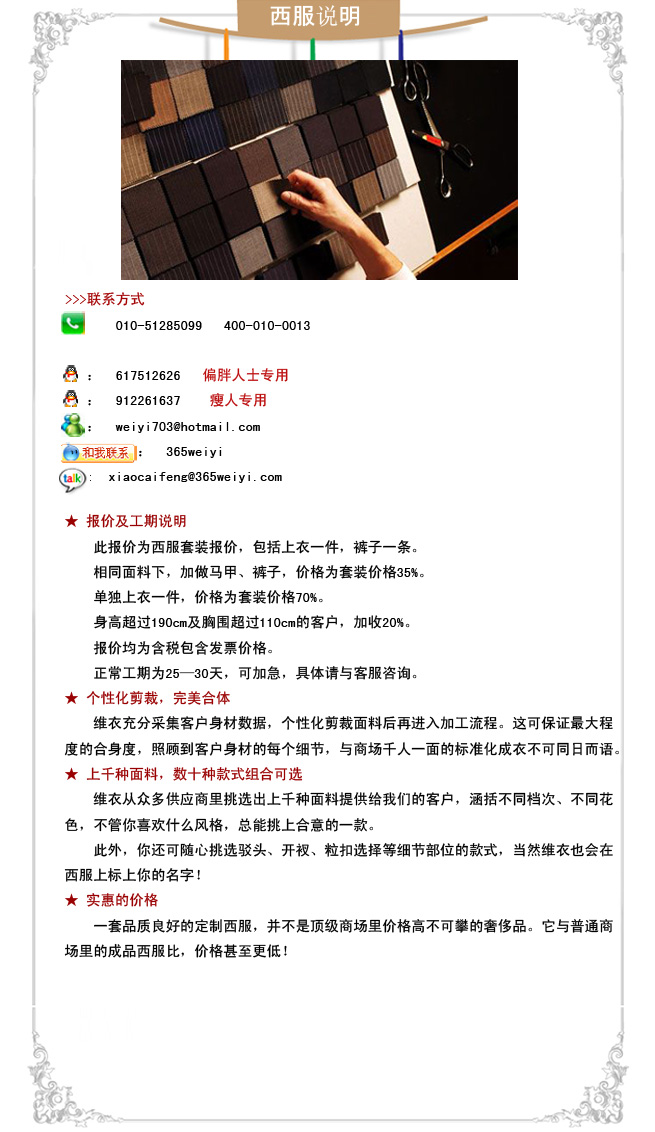 西服说明
>>>联系方式
010-51285099 400-010-0013
： 617512626 偏胖人士专用
： 912261637 瘦人专用
： weiyi703@hotmail.com
和我联系 ： 365weiyi
talk : xiaocaifeng@365weiyi.com
★ 报价及工期说明
此报价为西服套装报价，包括上衣一件，裤子一条。
相同面料下，加做马甲、裤子，价格为套装价格35%。
单独上衣一件，价格为套装价格70%。
身高超过190cm及胸围超过110cm的客户，加收20%。
报价均为含税包含发票价格。
正常工期为25—30天，可加急，具体请与客服咨询。
★ 个性化剪裁，完美合体
维衣充分采集客户身材数据，个性化剪裁面料后再进入加工流程。这可保证最大程
度的合身度，照顾到客户身材的每个细节，与商场千人一面的标准化成衣不可同日而语。
★ 上千种面料，数十种款式组合可选
维衣从众多供应商里挑选出上千种面料提供给我们的客户，涵括不同档次、不同花
色，不管你喜欢什么风格，总能挑上合意的一款。
此外，你还可随心挑选驳头、开衩、粒扣选择等细节部位的款式，当然维衣也会在
西服上标上你的名字！
★ 实惠的价格
一套品质良好的定制西服，并不是顶级商场里价格高不可攀的奢侈品。它与普通商
场里的成品西服比，价格甚至更低！